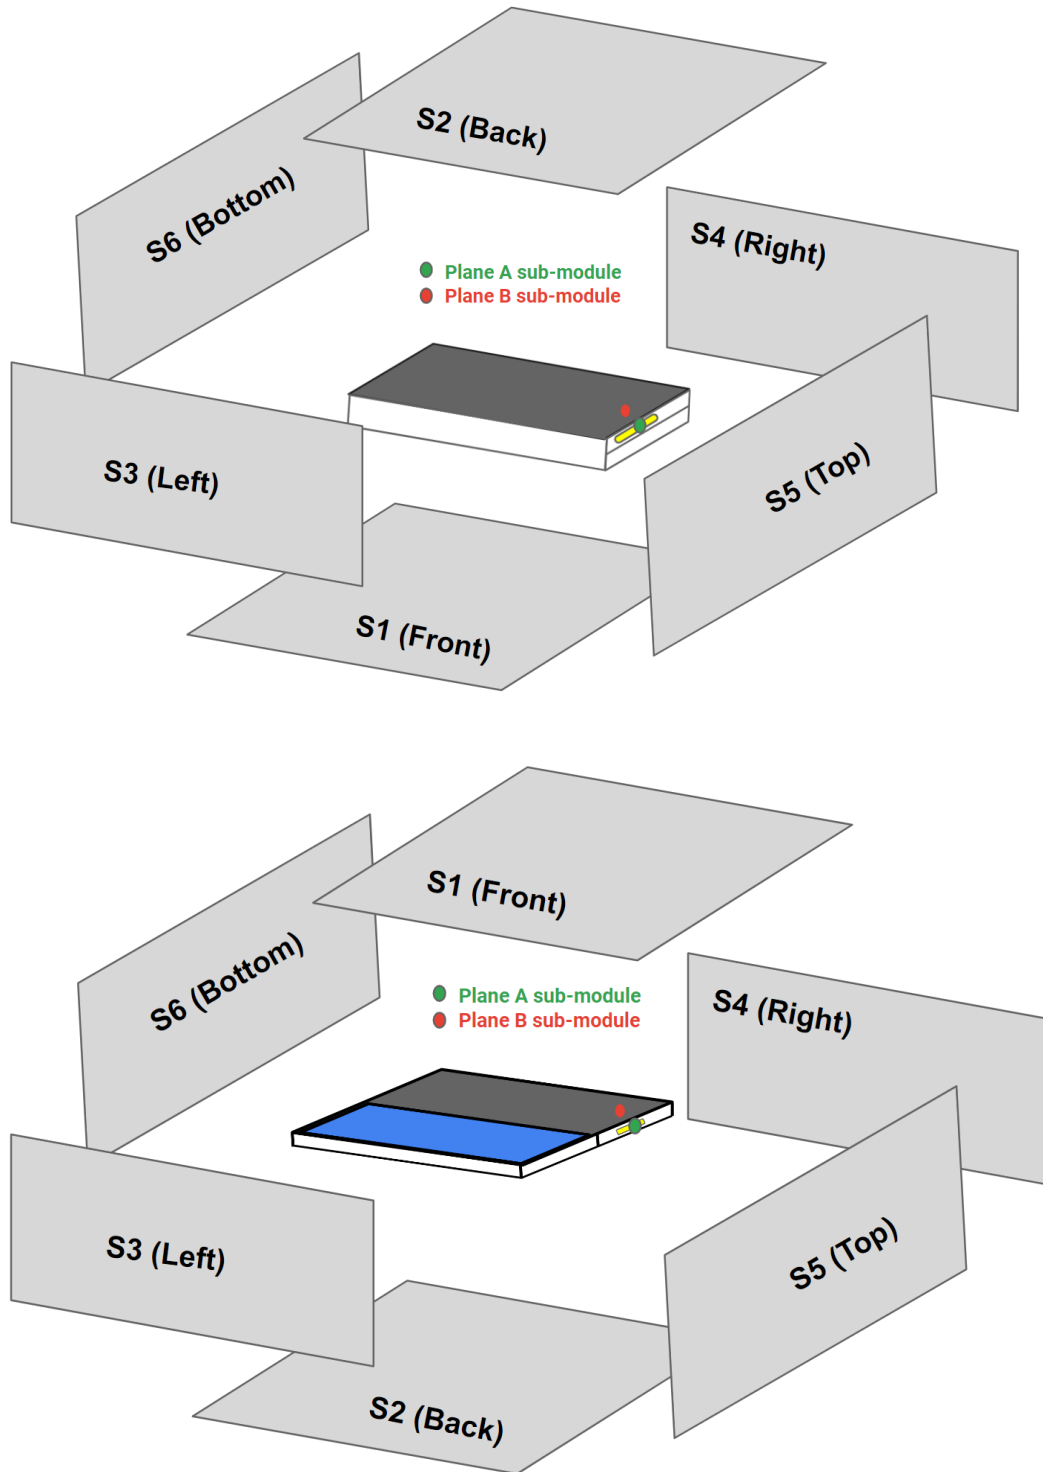 S2 (Back)
S6 (Bottom)
S4 (Right)
Plane A sub-module
Plane B sub-module
S3 (Left)
S5 (Top)
S1 (Front)
S1 (Front)
S6 (Bottom)
Plane A sub-module
S4 (Right)
Plane B sub-module
S3 (Left)
S5 (Top)
S2 (Back)